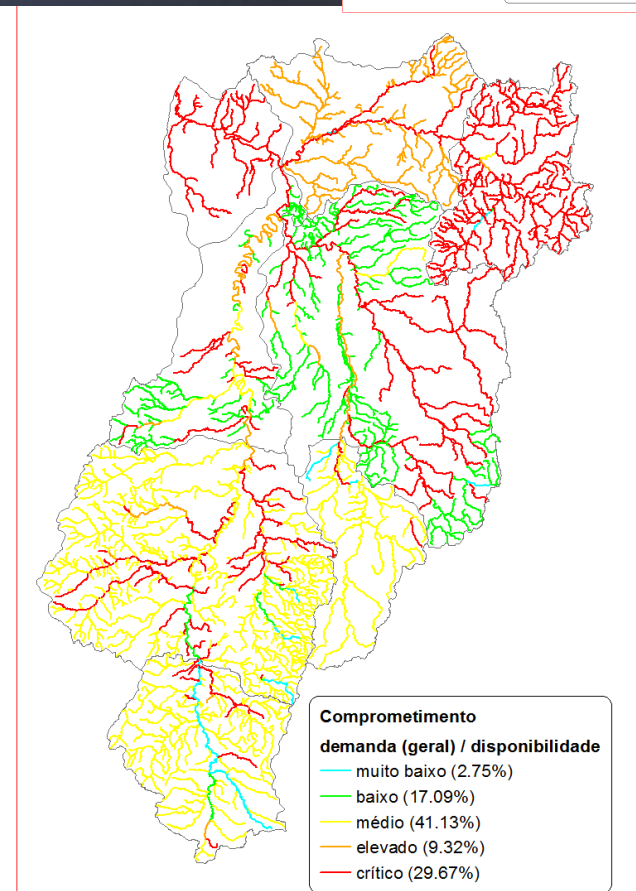 Comprometimento
demanda (geral) / disponibilidade
muito baixo (2.75%)
baixo (17.09%)
médio (41.13%)
elevado (9.32%)
crítico (29.67%)